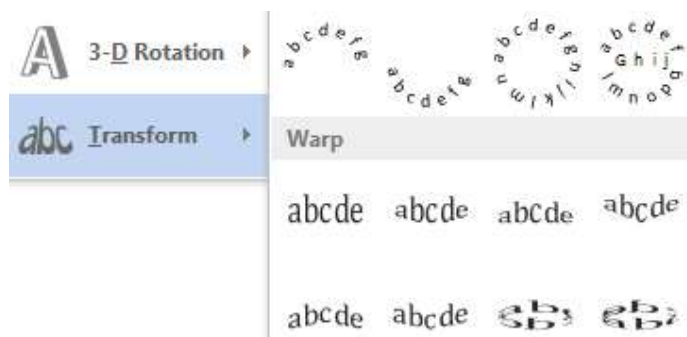 3-D Rotation
abcdefg
abcdefg
abc Transform
Warp
abcde abcde abcde abcde
abcde abcde